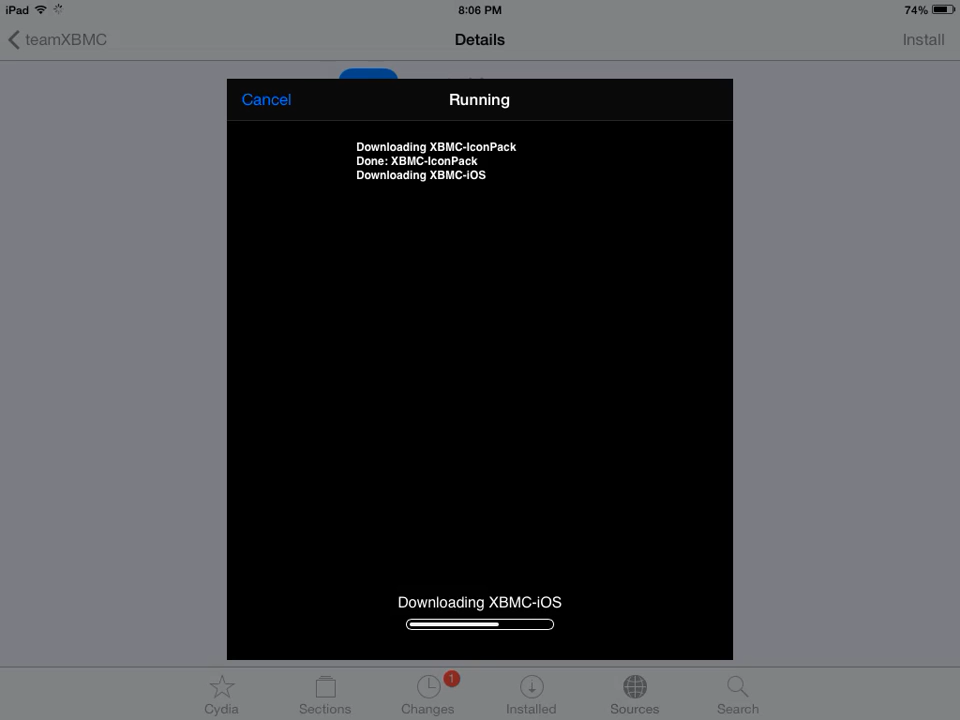 iPad 8:06 PM 74%
teamXBMC Details Install
Cancel Running
Downloading XBMC-IconPack
Done: XBMC-IconPack
Downloading XBMC-iOS
Downloading XBMC-iOS
1
Cydia Sections Changes Installed Sources Search